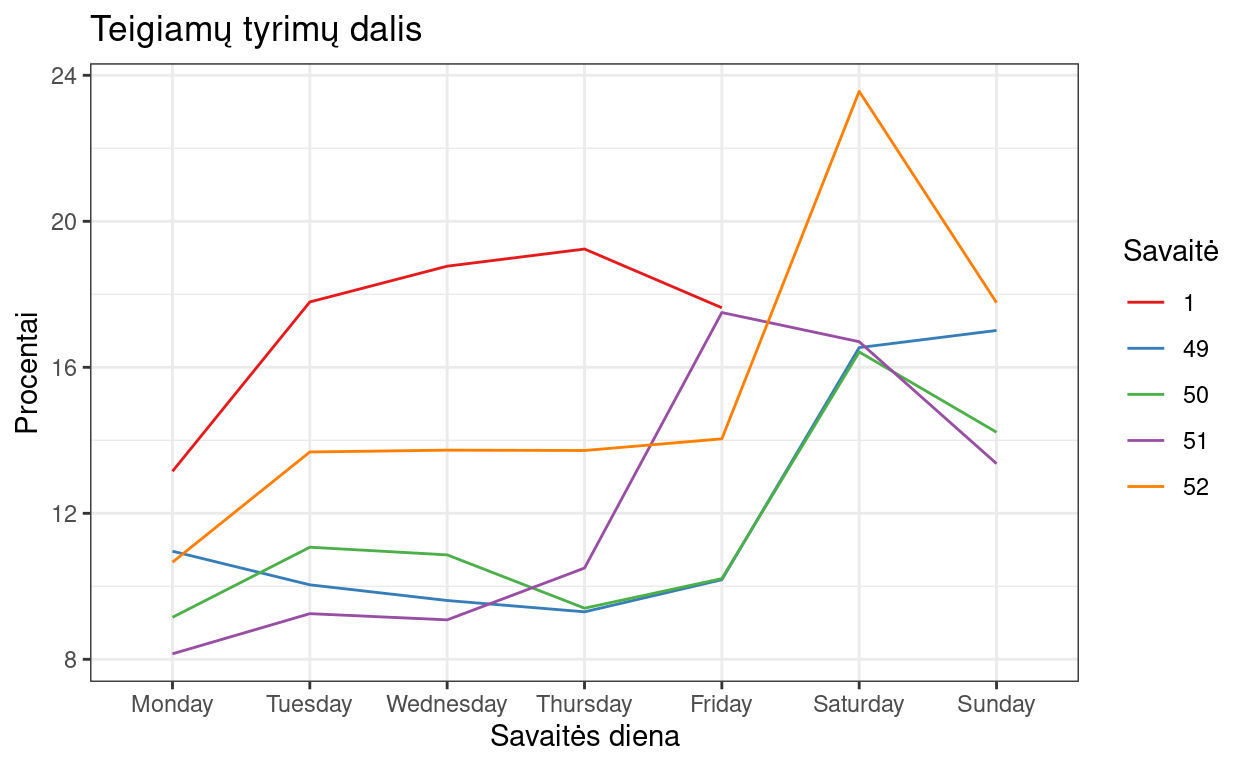 Teigiamų tyrimų dalis
Procentai
24
20
16
12
8
Monday Tuesday Wednesday Thursday Friday Saturday Sunday
Savaitės diena
Savaitė
1
49
50
51
52